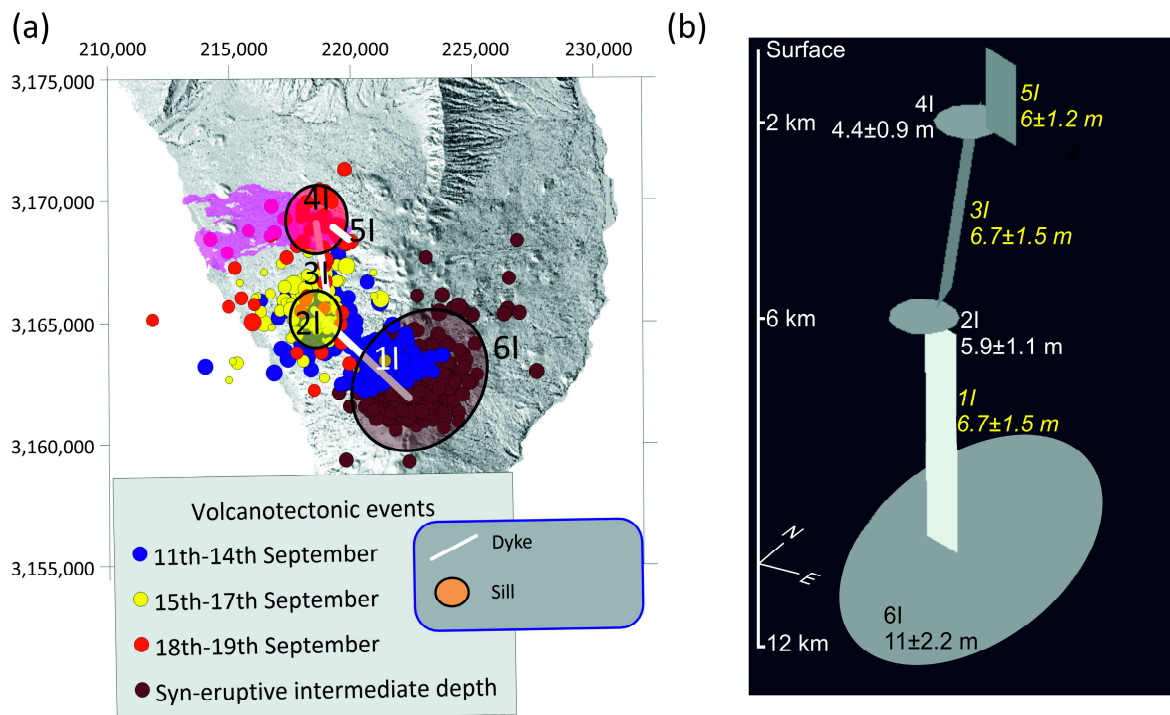 (a)
210,000
215,000
220,000
225,000
230,000
3,175,000
3,170,000
3,165,000
3,160,000
3,155,000
4I
5I
3I
2I
1I
6I
Volcanotectonic events
11th-14th September
15th-17th September
18th-19th September
Syn-eruptive intermediate depth
Dyke
Sill
(b)
Surface
2 km
6 km
12 km
N
E
4I
4.4±0.9 m
5I
6±1.2 m
3I
6.7±1.5 m
2I
5.9±1.1 m
1I
6.7±1.5 m
6I
11±2.2 m